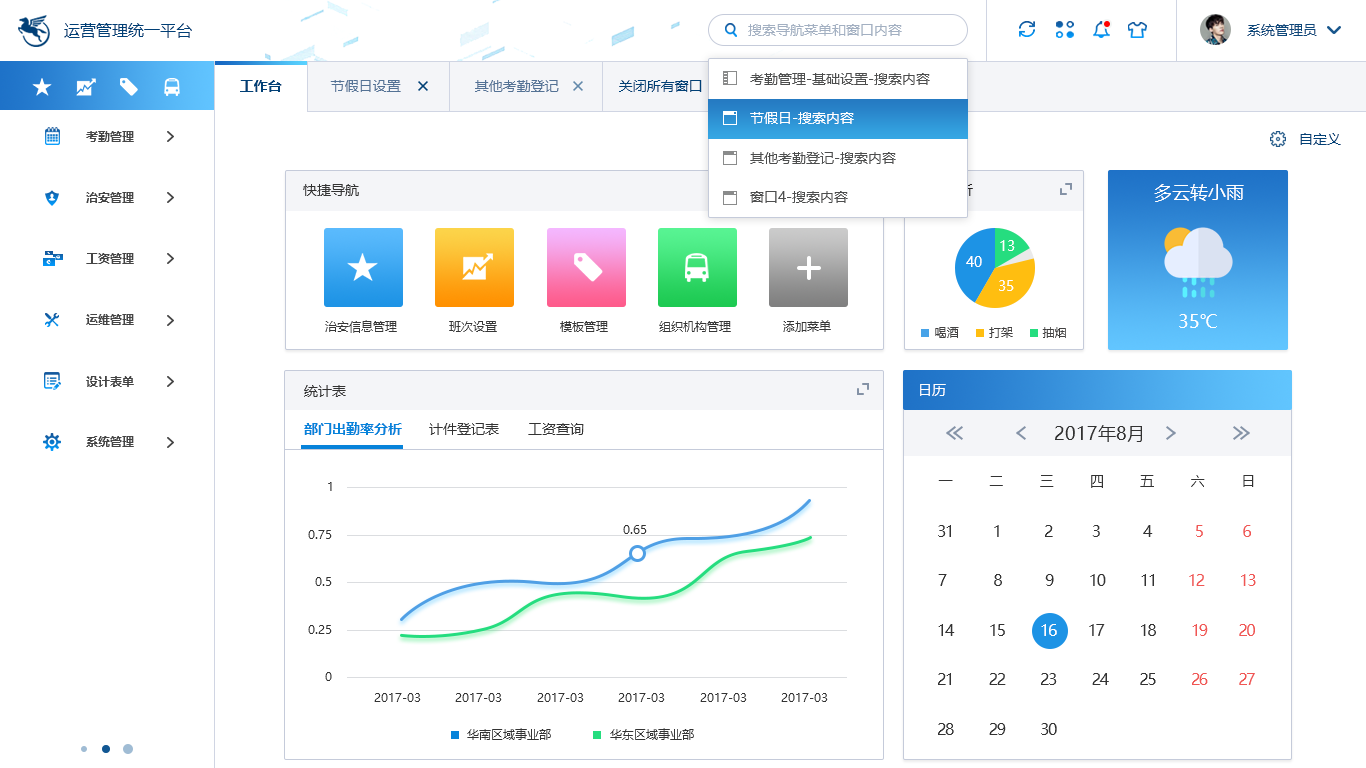 运营管理统一平台
搜索导航菜单和窗口内容
系统管理员
工作台
节假日设置
其他考勤登记
关闭所有窗口
考勤管理-基础设置-搜索内容
节假日-搜索内容
其他考勤登记-搜索内容
窗口4-搜索内容
自定义
考勤管理
治安管理
工资管理
运维管理
设计表单
系统管理
快捷导航
治安信息管理
班次设置
模板管理
组织机构管理
添加菜单
析
40
13
35
喝酒
打架
抽烟
多云转小雨
35℃
统计表
部门出勤率分析 计件登记表 工资查询
1
0.75
0.5
0.25
0
0.65
2017-03 2017-03 2017-03 2017-03 2017-03 2017-03
华南区域事业部 华东区域事业部
日历
2017年8月
一 二 三 四 五 六 日
31 1 2 3 4 5 6
7 8 9 10 11 12 13
14 15 16 17 18 19 20
21 22 23 24 25 26 27
28 29 30